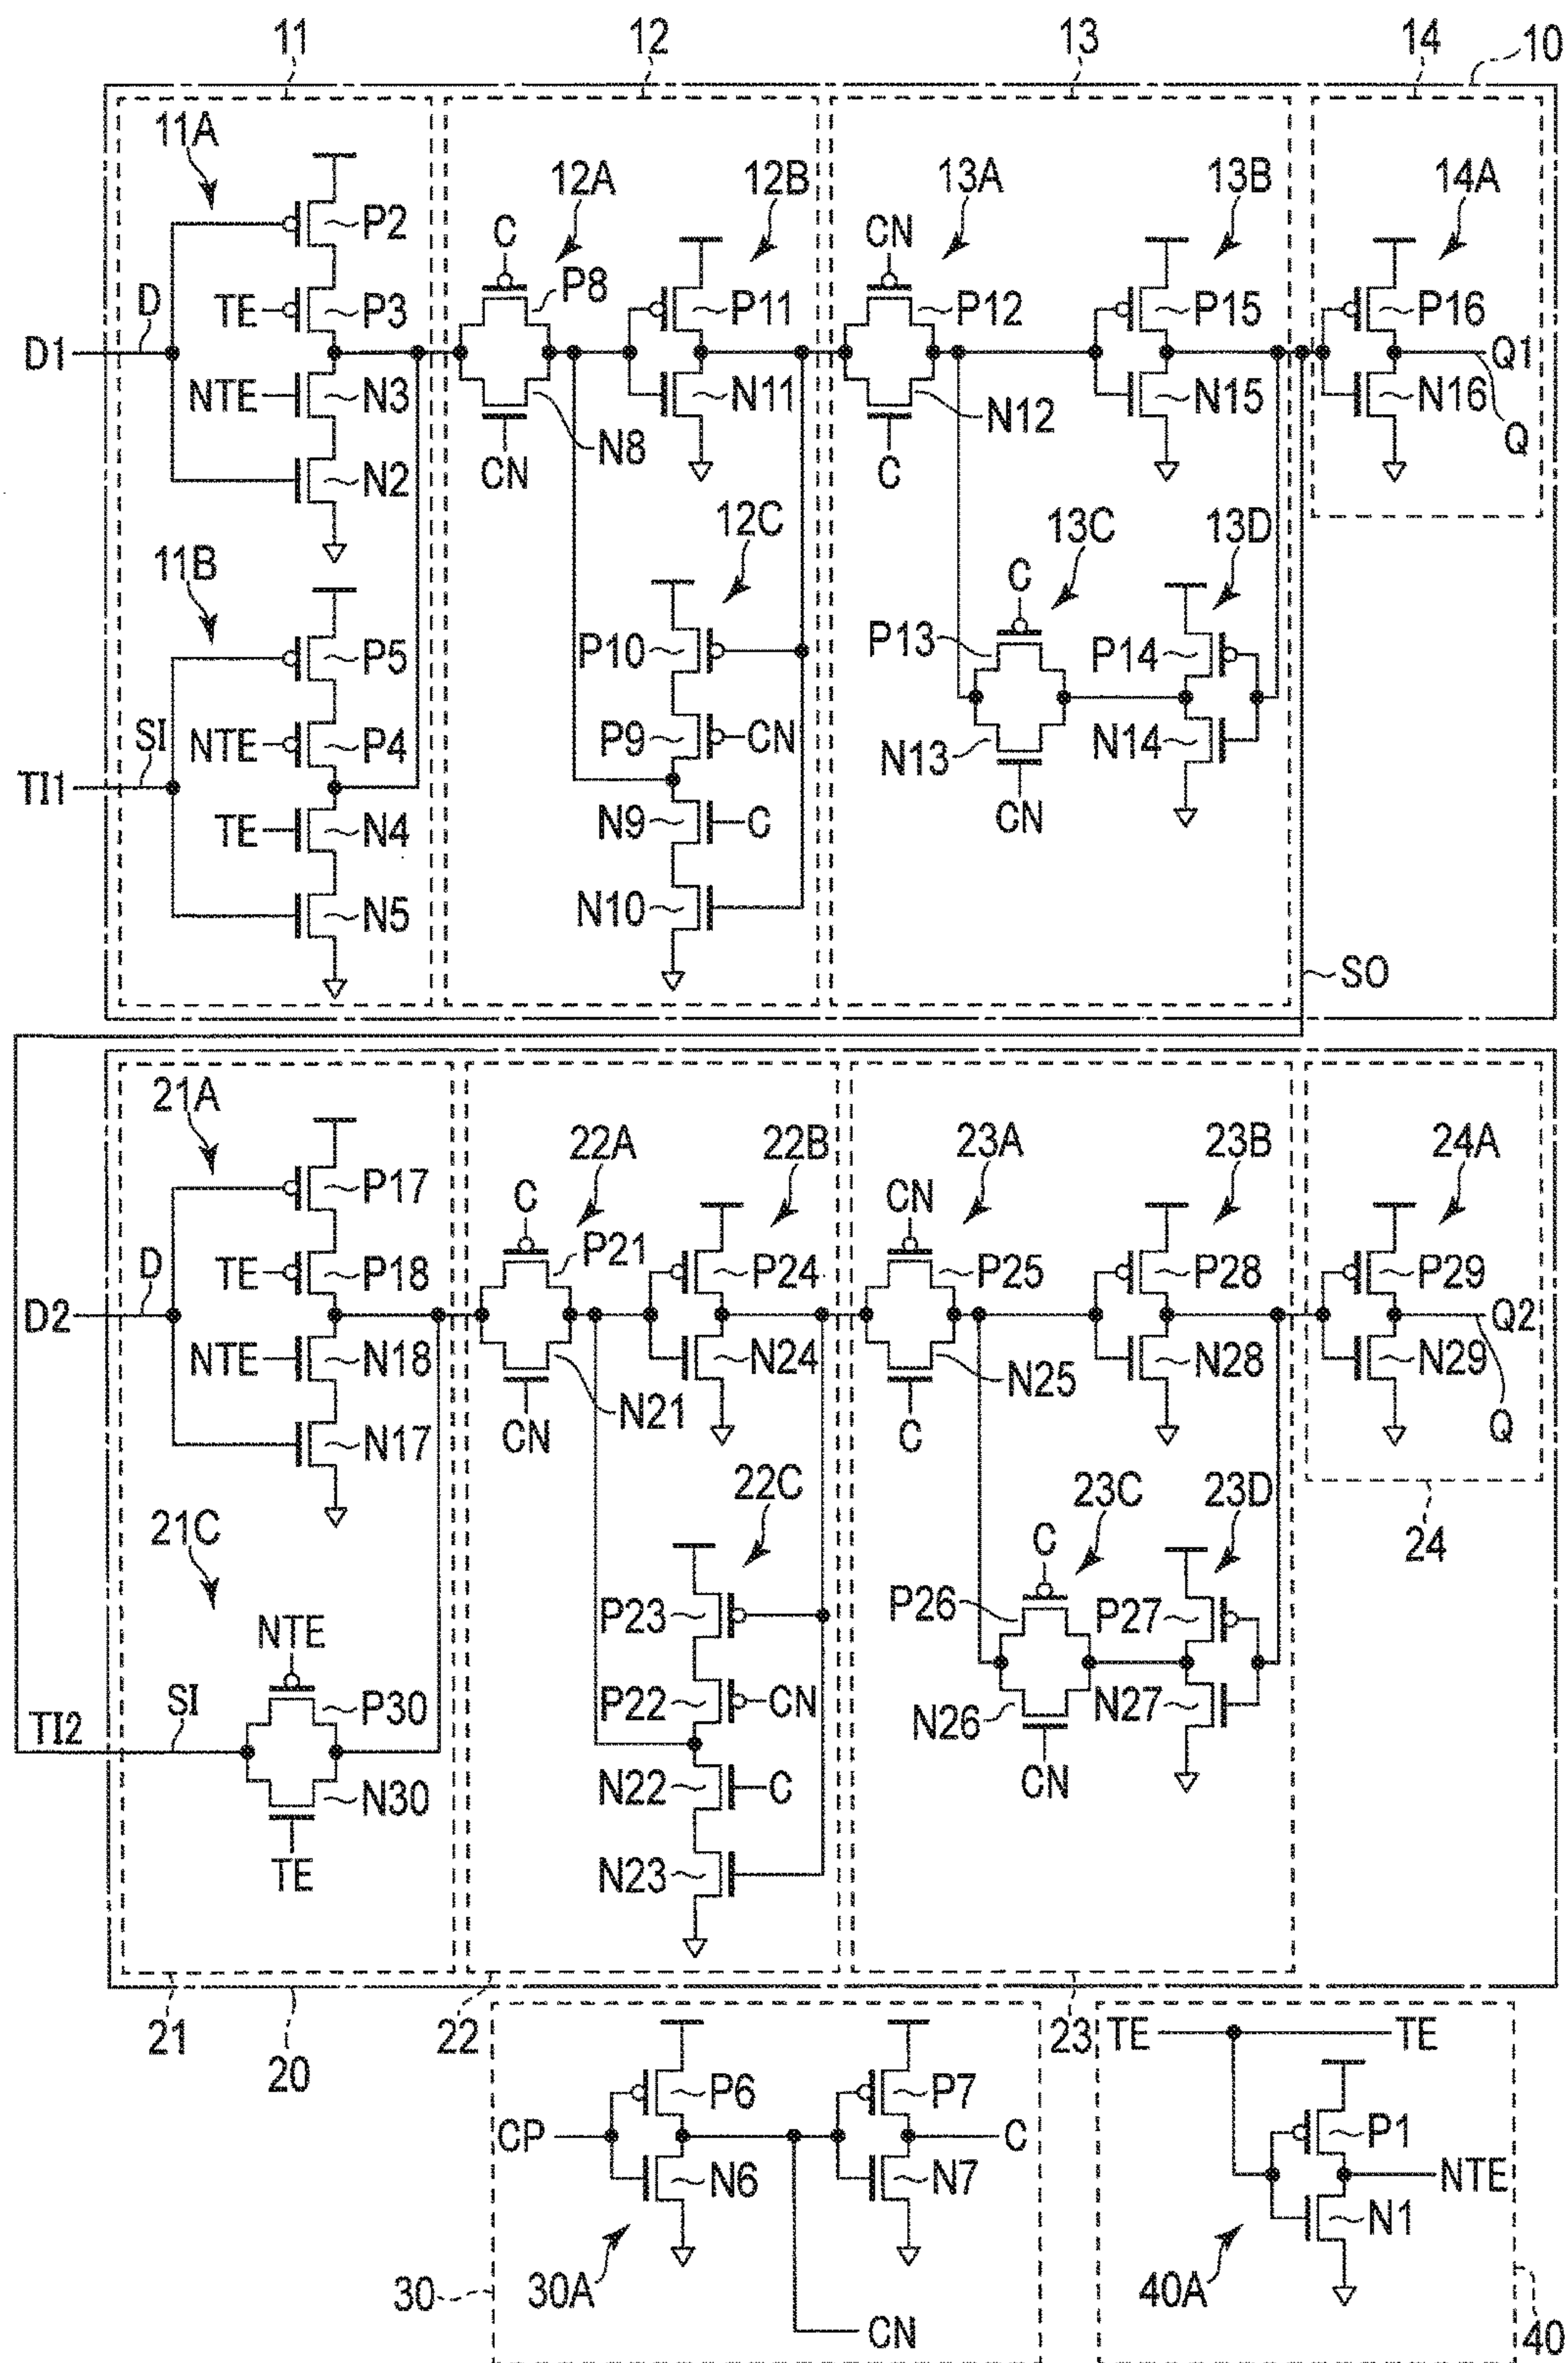 11 12 13 14 10
11A 12A 12B 13A 13B 14A
P2 C P8 P11 CN P12 P15 P16
D TE P3
D1 Q1
NTE N3 N11 N12 N15 N16
N8 Q
CN C
N2
12C 13C 13D
11B C
P5 P10 P13 P14
SI NTE P4 P9 CN N13 N14
TI1
TE N4 N9 C CN
N5 N10
SO
21A 22A 22B 23A 23B 24A
P17 C P21 P24 CN P25 P28 P29
D TE P18
D2 Q2
NTE N18 N24 N25 N28 N29
N21 Q
CN C
N17
22C 23C 23D
21C C 24
P23 P26 P27
NTE
SI P30 P22 CN N26 N27
TI2
N30 N22 C CN
TE N23
21 20 22 23
TE TE
P6 P7 P1
CP C
N6 N7 NTE
N1
30 30A 40A
CN 40